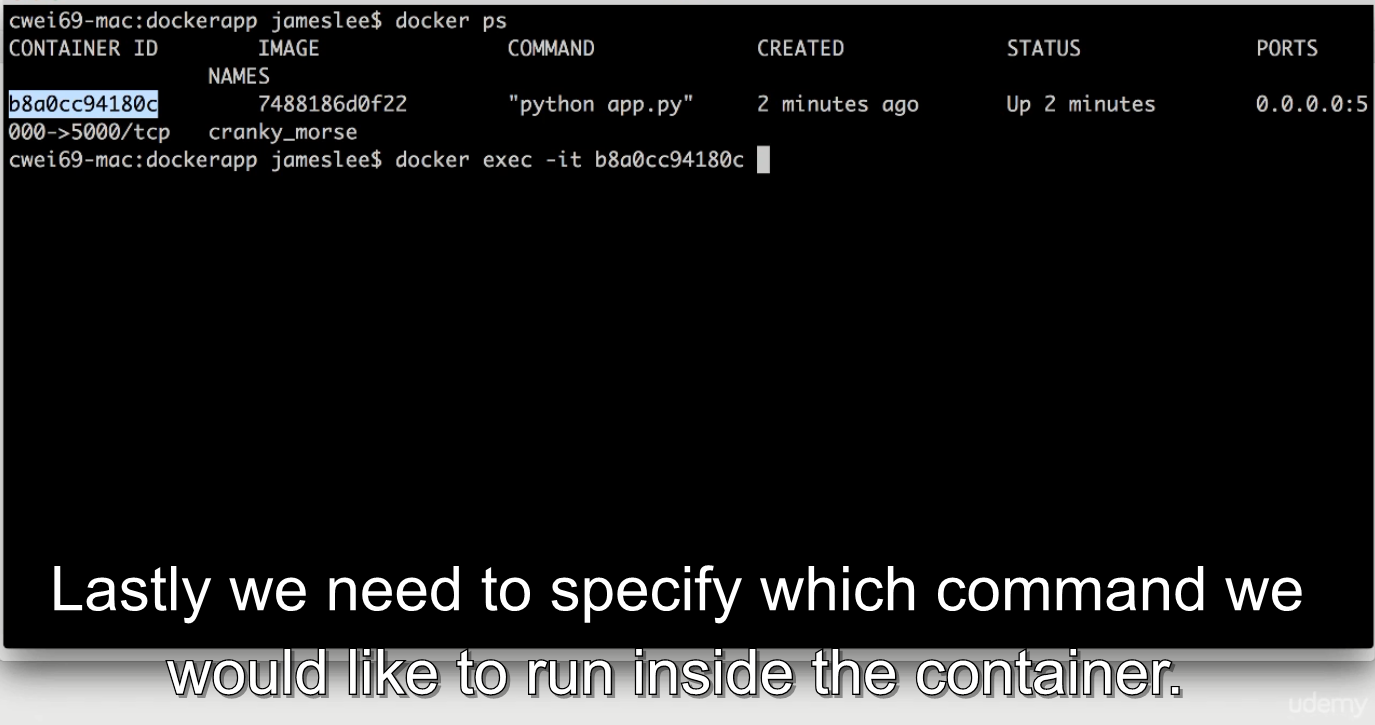 cwei69-mac:dockerapp jameslee$ docker ps
CONTAINER ID        IMAGE               COMMAND             CREATED             STATUS              PORTS
                NAMES
b8a0cc94180c        7488186d0f22        "python app.py"     2 minutes ago       Up 2 minutes        0.0.0.0:5
000->5000/tcp   cranky_morse
cwei69-mac:dockerapp jameslee$ docker exec -it b8a0cc94180c
Lastly we need to specify which command we
would like to run inside the container.
udemy